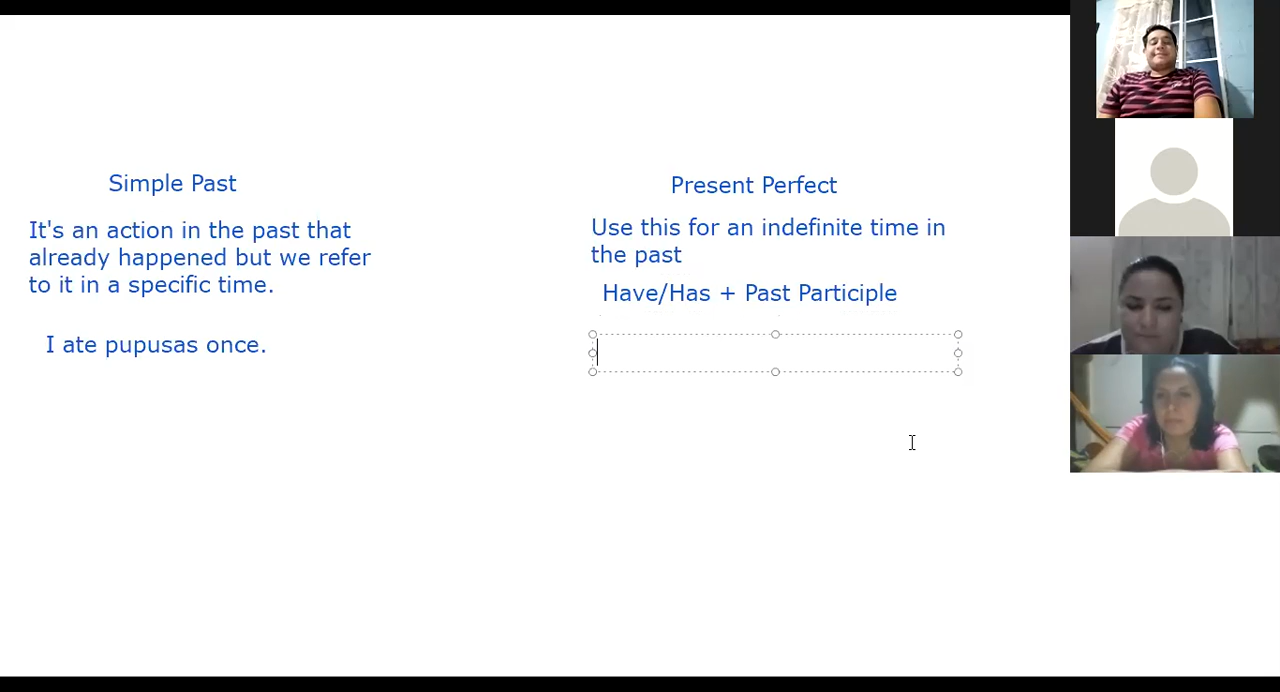 Simple Past
It's an action in the past that
already happened but we refer
to it in a specific time.
I ate pupusas once.
Present Perfect
Use this for an indefinite time in
the past
Have/Has + Past Participle